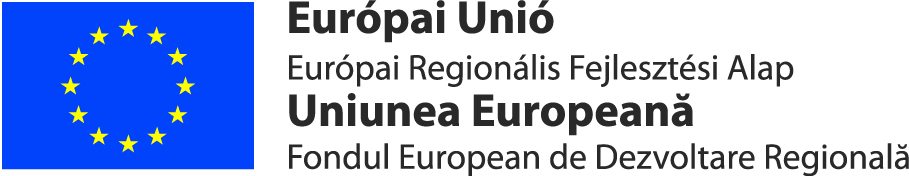 Európai Unió
Európai Regionális Fejlesztési Alap
Uniunea Europeană
Fondul European de Dezvoltare Regională